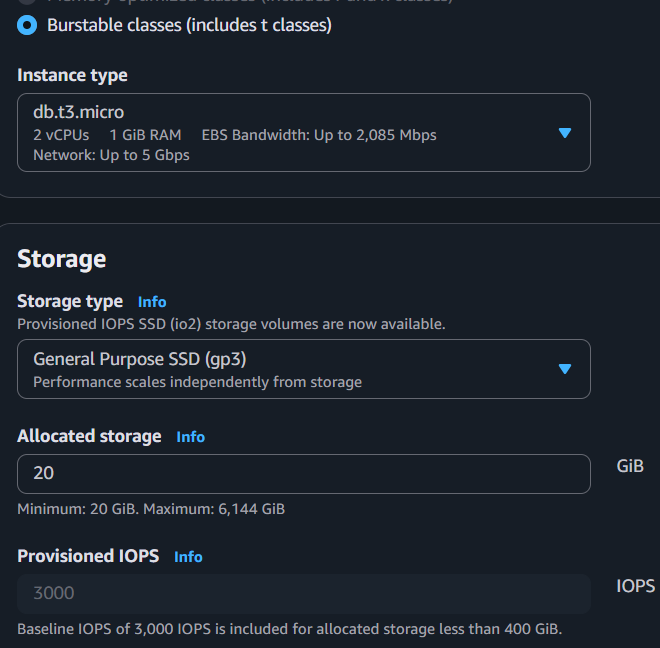 Burstable classes (includes t classes)
Instance type
db.t3.micro
2 vCPUs 1 GiB RAM EBS Bandwidth: Up to 2,085 Mbps
Network: Up to 5 Gbps
Storage
Storage type Info
Provisioned IOPS SSD (io2) storage volumes are now available.
General Purpose SSD (gp3)
Performance scales independently from storage
Allocated storage Info
20 GiB
Minimum: 20 GiB. Maximum: 6,144 GiB
Provisioned IOPS Info
3000 IOPS
Baseline IOPS of 3,000 IOPS is included for allocated storage less than 400 GiB.